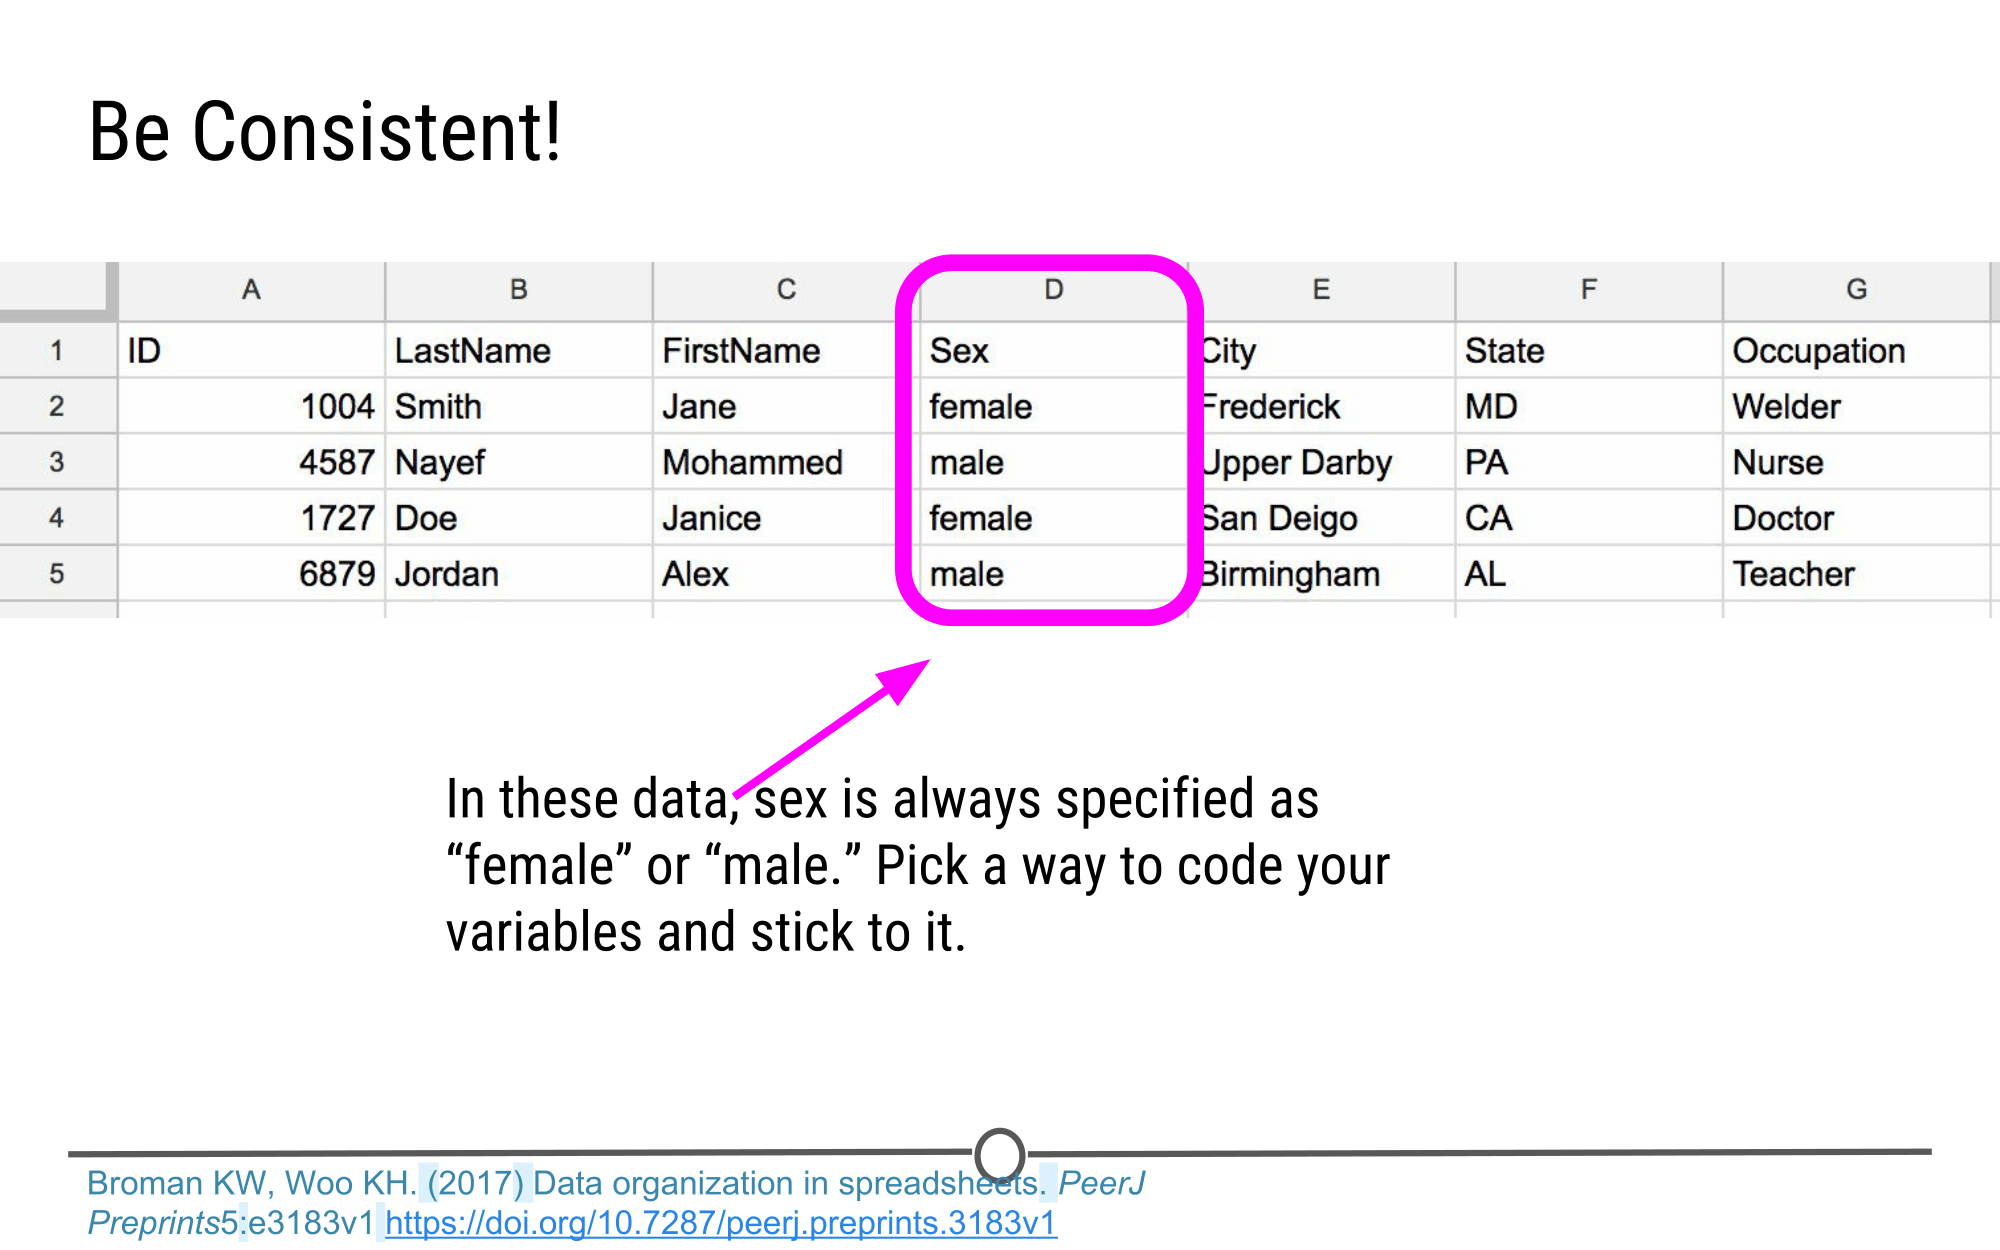 Be Consistent!
A B C D E F G
1 ID LastName FirstName Sex City State Occupation
2 1004 Smith Jane female Frederick MD Welder
3 4587 Nayef Mohammed male Upper Darby PA Nurse
4 1727 Doe Janice female San Deigo CA Doctor
5 6879 Jordan Alex male Birmingham AL Teacher
In these data, sex is always specified as
“female” or “male.” Pick a way to code your
variables and stick to it.
Broman KW, Woo KH. (2017) Data organization in spreadsheets. PeerJ
Preprints5:e3183v1 https://doi.org/10.7287/peerj.preprints.3183v1